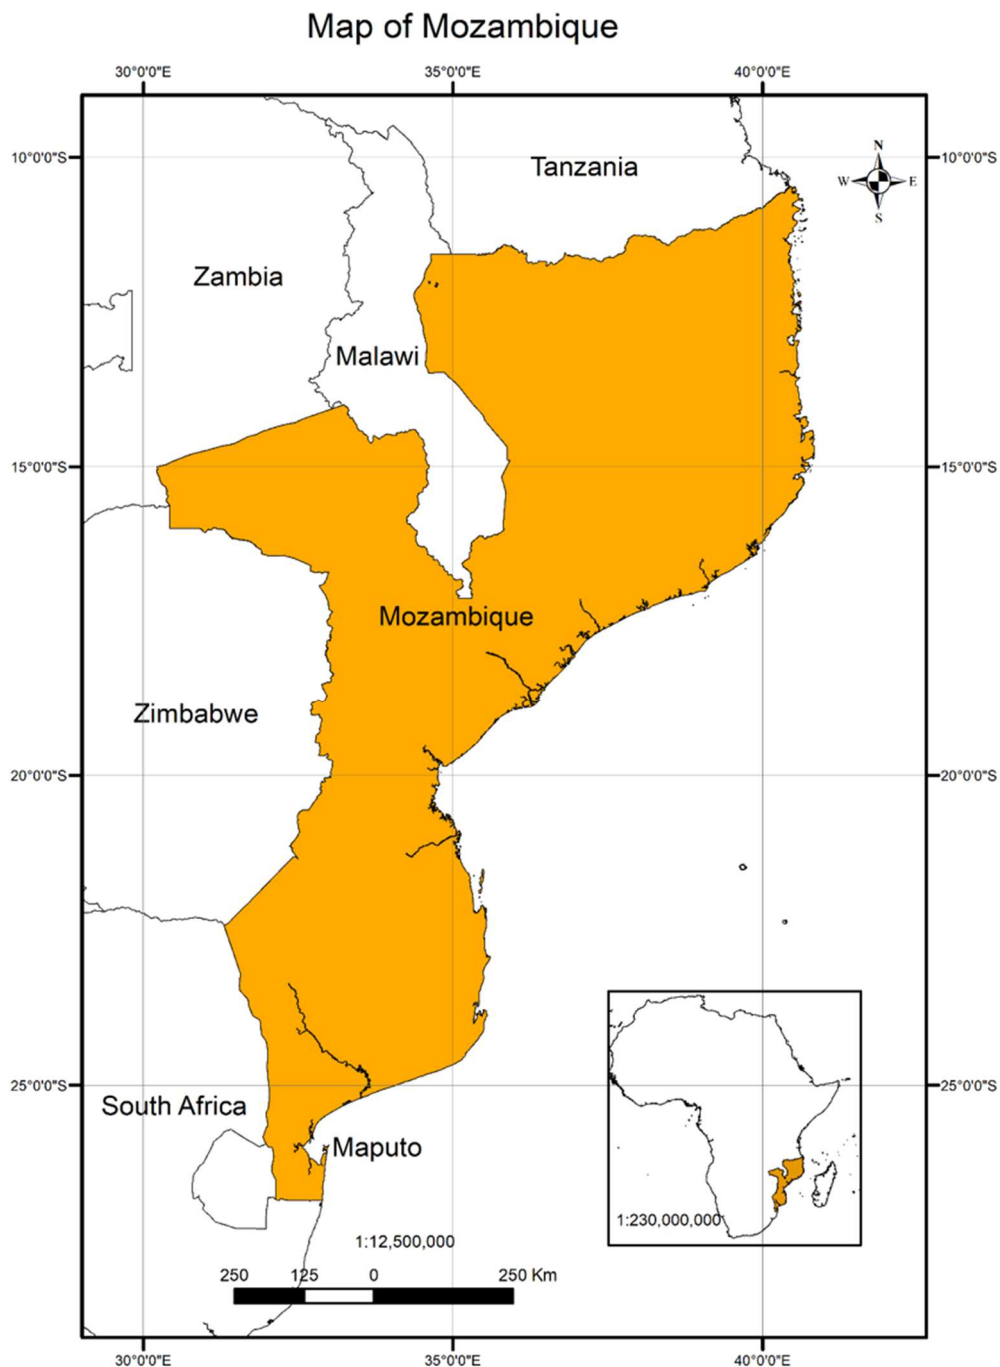 Map of Mozambique
30°0'0"E 35°0'0"E 40°0'0"E
10°0'0"S Tanzania 10°0'0"S
N
W E
S
Zambia
Malawi
15°0'0"S 15°0'0"S
Mozambique
Zimbabwe
20°0'0"S 20°0'0"S
25°0'0"S 25°0'0"S
South Africa
Maputo
1:230,000,000
1:12,500,000
250 125 0 250 Km
30°0'0"E 35°0'0"E 40°0'0"E